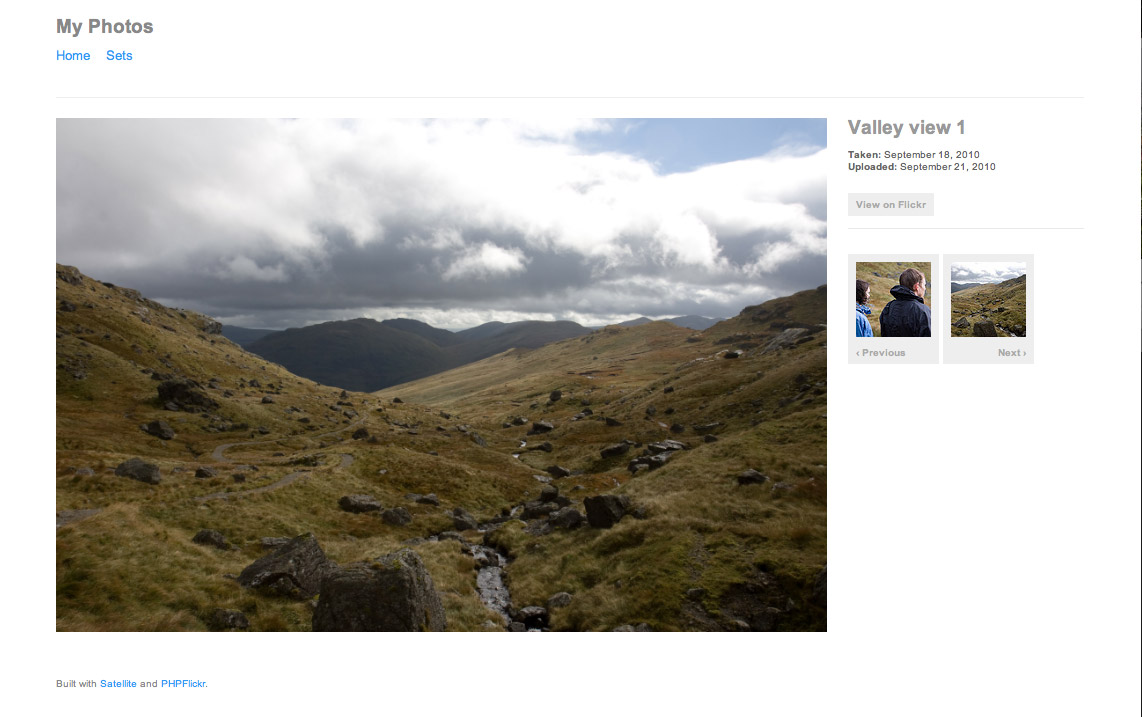 My Photos
Home Sets
Valley view 1
Taken: September 18, 2010
Uploaded: September 21, 2010
View on Flickr
‹ Previous Next ›
Built with Satellite and PHPFlickr.